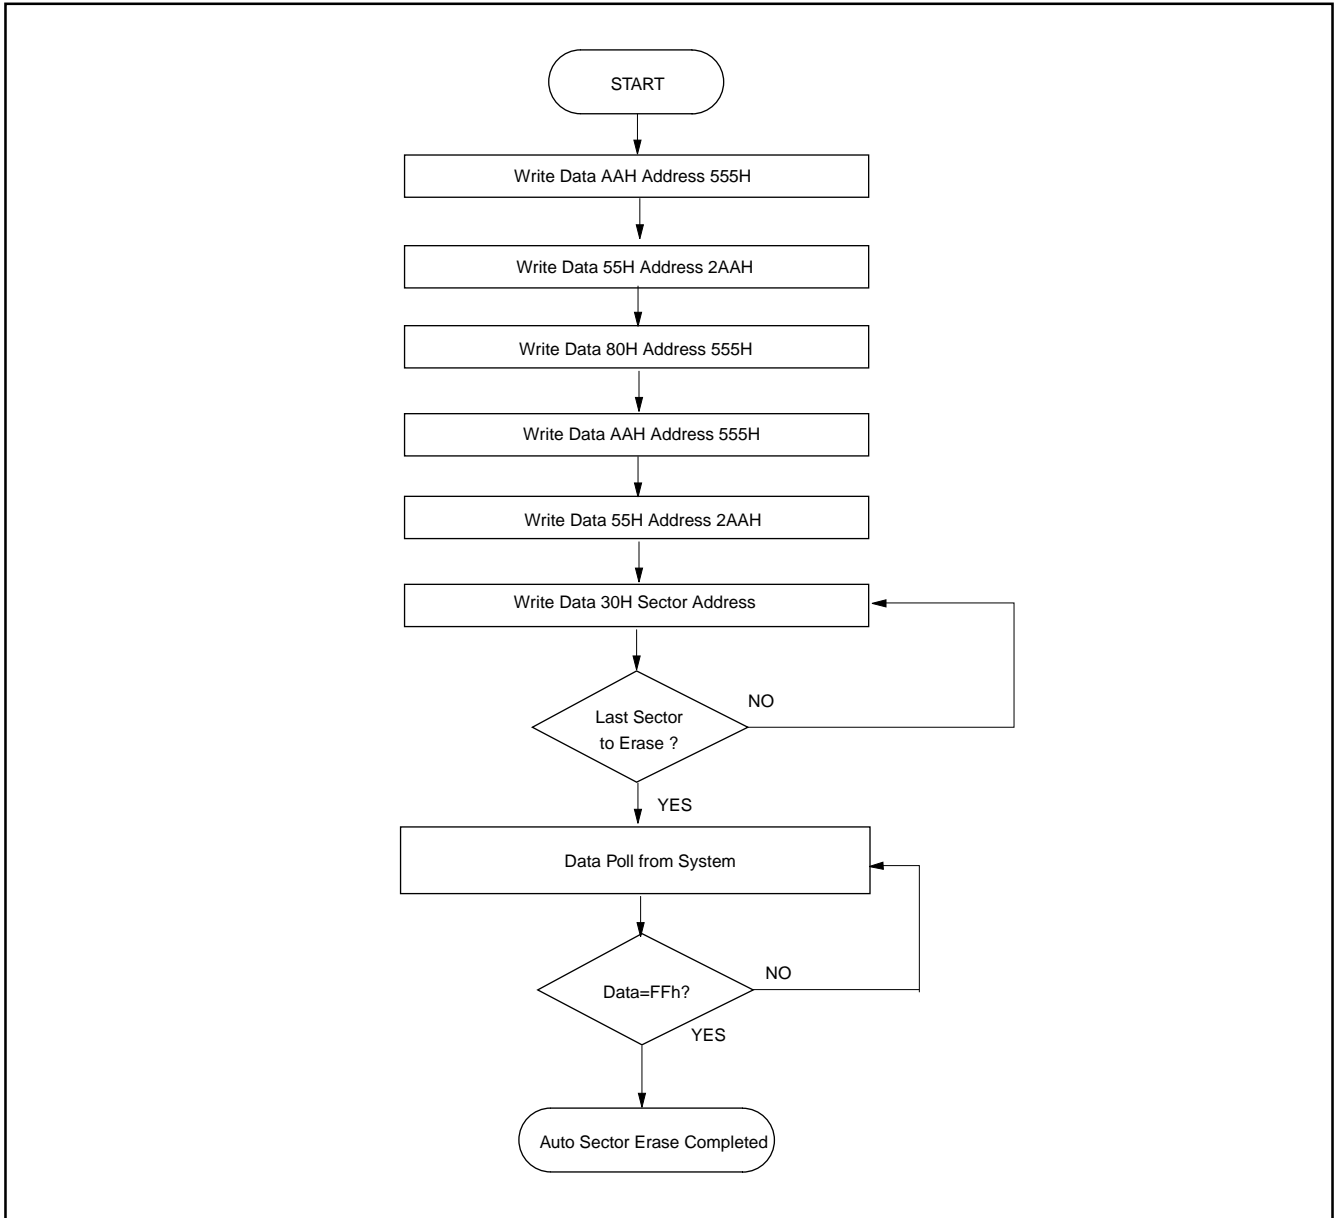 START
Write Data AAH Address 555H
Write Data 55H Address 2AAH
Write Data 80H Address 555H
Write Data AAH Address 555H
Write Data 55H Address 2AAH
Write Data 30H Sector Address
NO
Last Sector
to Erase ?
YES
Data Poll from System
NO
Data=FFh?
YES
Auto Sector Erase Completed